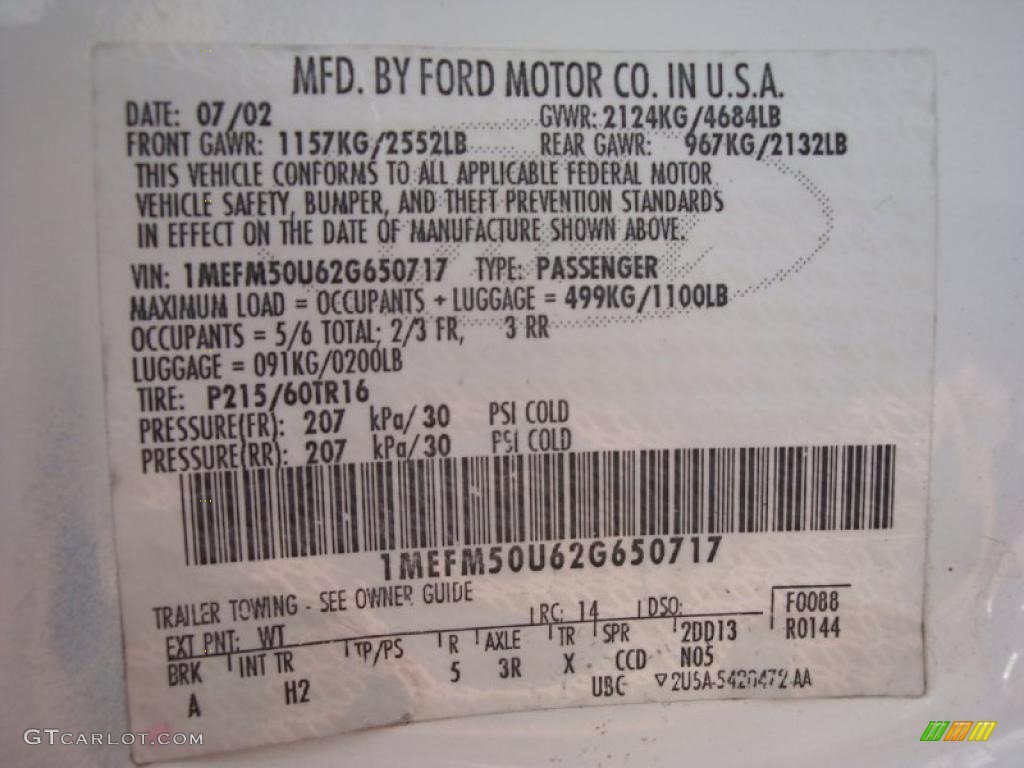 MFD. BY FORD MOTOR CO. IN U.S.A.
DATE: 07/02 GVWR: 2124KG/4684LB
FRONT GAWR: 1157KG/2552LB REAR GAWR: 967KG/2132LB
THIS VEHICLE CONFORMS TO ALL APPLICABLE FEDERAL MOTOR
VEHICLE SAFETY, BUMPER, AND THEFT PREVENTION STANDARDS
IN EFFECT ON THE DATE OF MANUFACTURE SHOWN ABOVE.
VIN: 1MEFM50U62G650717 TYPE: PASSENGER
MAXIMUM LOAD = OCCUPANTS + LUGGAGE = 499KG/1100LB
OCCUPANTS = 5/6 TOTAL; 2/3 FR, 3 RR
LUGGAGE = 091KG/0200LB
TIRE: P215/60TR16
PRESSURE(FR): 207 kPa/ 30 PSI COLD
PRESSURE(RR): 207 kPa/30 PSI COLD
1MEFM50U62G650717
TRAILER TOWING - SEE OWNER GUIDE
EXT PNT: WT RC: 14 DSO: F0088
BRK INT TR TP/PS R AXLE TR SPR 2DD13 R0144
A H2 5 3R X CCD N05
UBC ▽
GTCARLOT.COM